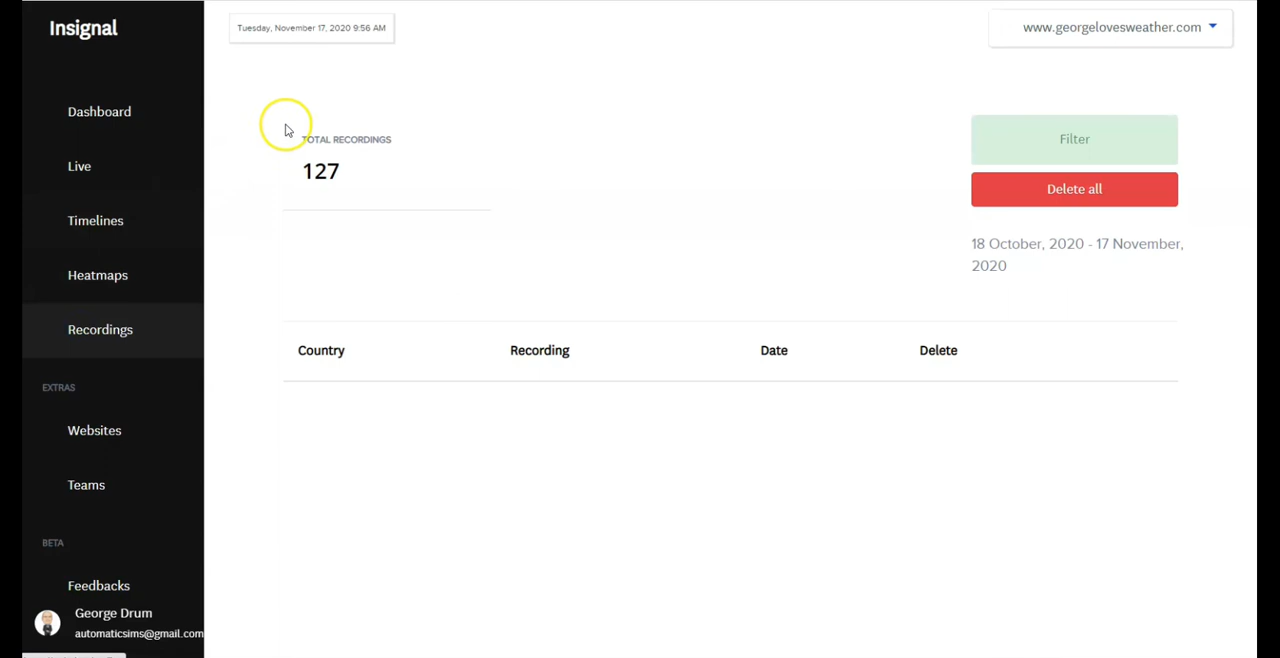 Insignal
Tuesday, November 17, 2020 9:56 AM
www.georgelovesweather.com
Dashboard
Live
Timelines
Heatmaps
Recordings
EXTRAS
Websites
Teams
BETA
Feedbacks
George Drum
automaticsims@gmail.com
TOTAL RECORDINGS
127
Filter
Delete all
18 October, 2020 - 17 November,
2020
Country Recording Date Delete